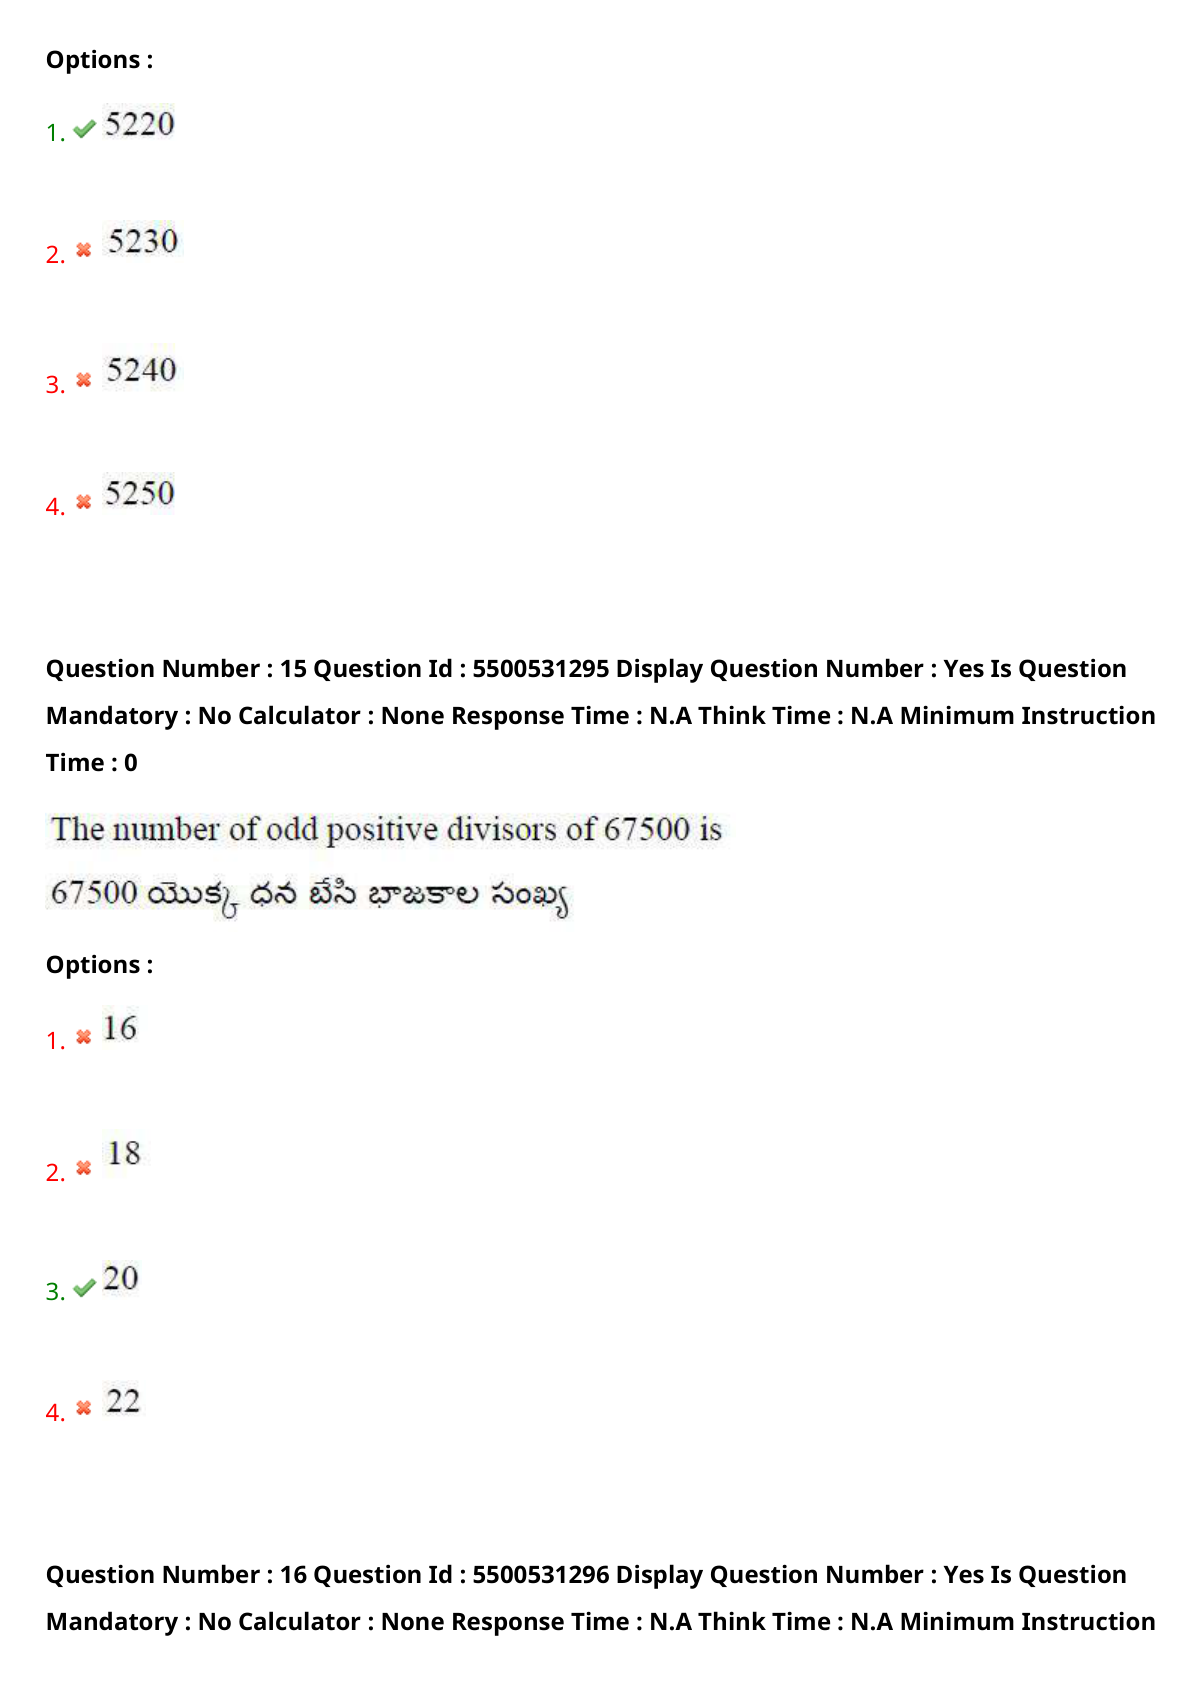 Options :
1. 5220
2. 5230
3. 5240
4. 5250
Question Number : 15 Question Id : 5500531295 Display Question Number : Yes Is Question
Mandatory : No Calculator : None Response Time : N.A Think Time : N.A Minimum Instruction
Time : 0
The number of odd positive divisors of 67500 is
67500 యొక్క ధన బేసి భాజకాల సంఖ్య
Options :
1. 16
2. 18
3. 20
4. 22
Question Number : 16 Question Id : 5500531296 Display Question Number : Yes Is Question
Mandatory : No Calculator : None Response Time : N.A Think Time : N.A Minimum Instruction